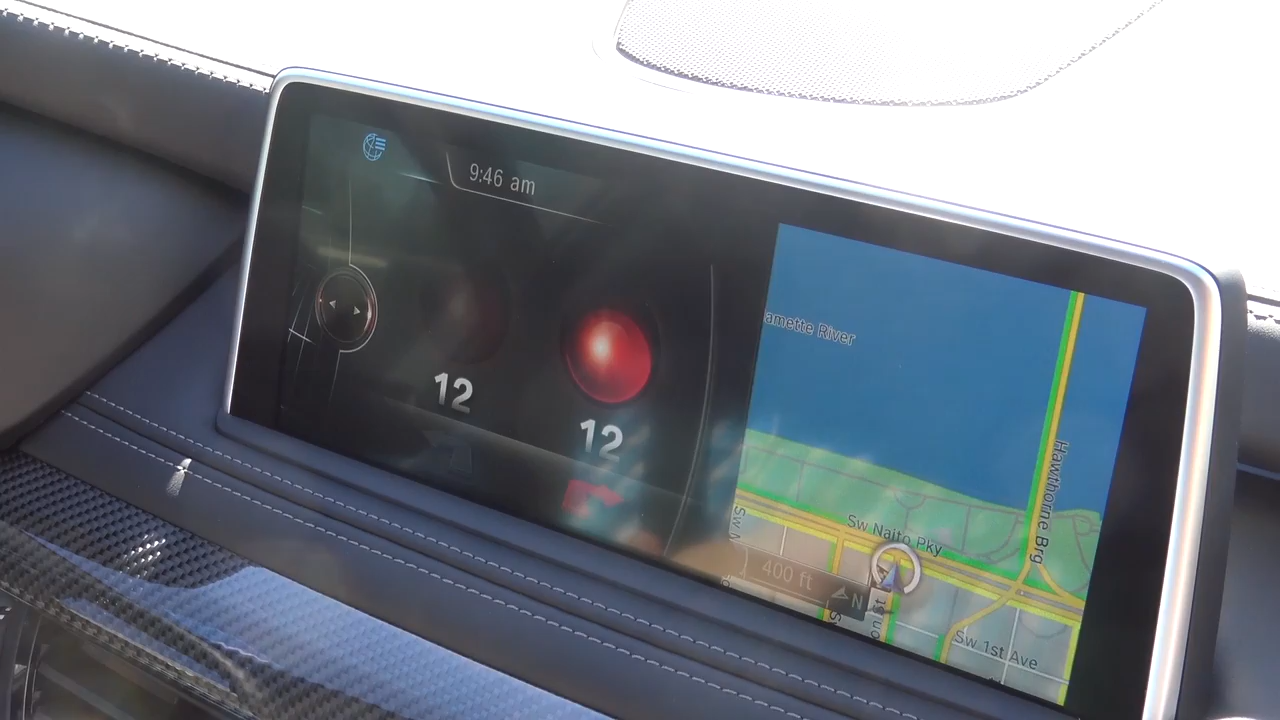 9:46 am
12
12
amette River
Hawthorne Brg
Sw Naito Pky
400 ft
N
Sw 1st Ave